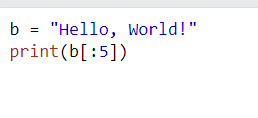 b = "Hello, World!"
print(b[:5])